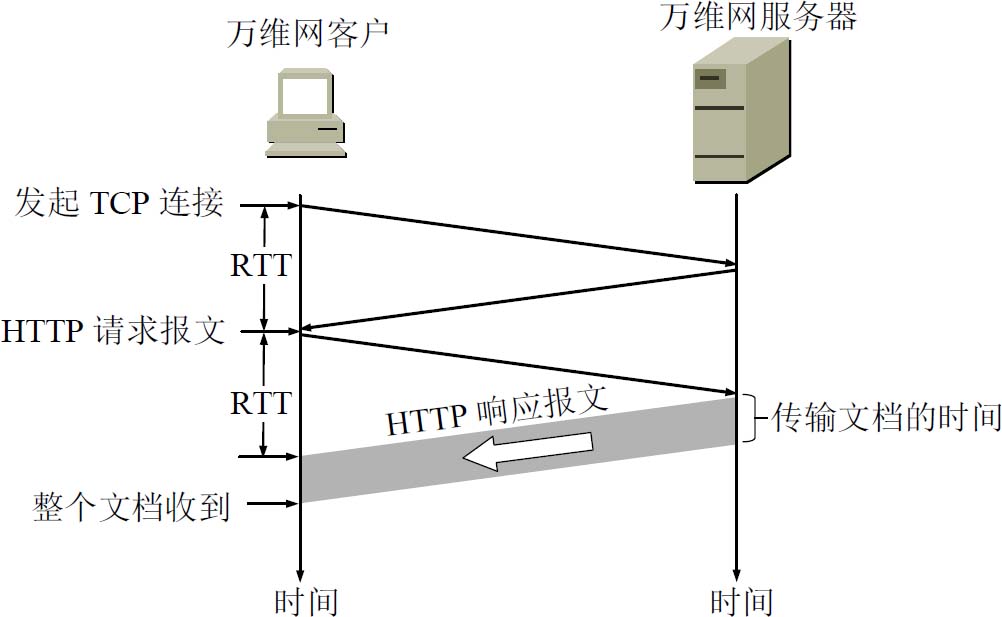 万维网客户
万维网服务器
发起 TCP 连接
RTT
HTTP 请求报文
RTT
HTTP 响应报文
传输文档的时间
整个文档收到
时间
时间